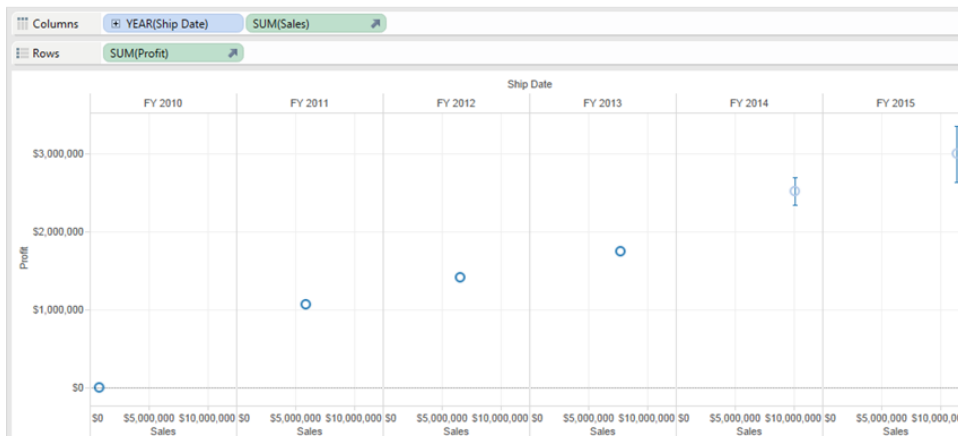 Columns YEAR(Ship Date) SUM(Sales)
Rows SUM(Profit)
Ship Date
FY 2010 FY 2011 FY 2012 FY 2013 FY 2014 FY 2015
$3,000,000
$2,000,000
Profit
$1,000,000
$0
$0 $5,000,000 $10,000,000 $0 $5,000,000 $10,000,000 $0 $5,000,000 $10,000,000 $0 $5,000,000 $10,000,000 $0 $5,000,000 $10,000,000 $0 $5,000,000 $10,000,0
Sales Sales Sales Sales Sales Sales